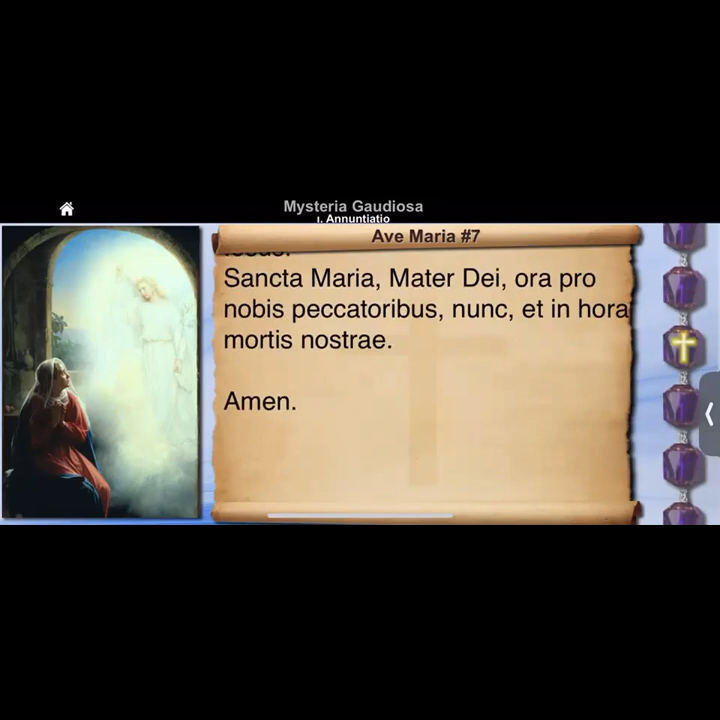 Mysteria Gaudiosa
I. Annuntiatio
Ave Maria #7
Sancta Maria, Mater Dei, ora pro
nobis peccatoribus, nunc, et in hora
mortis nostrae.
Amen.